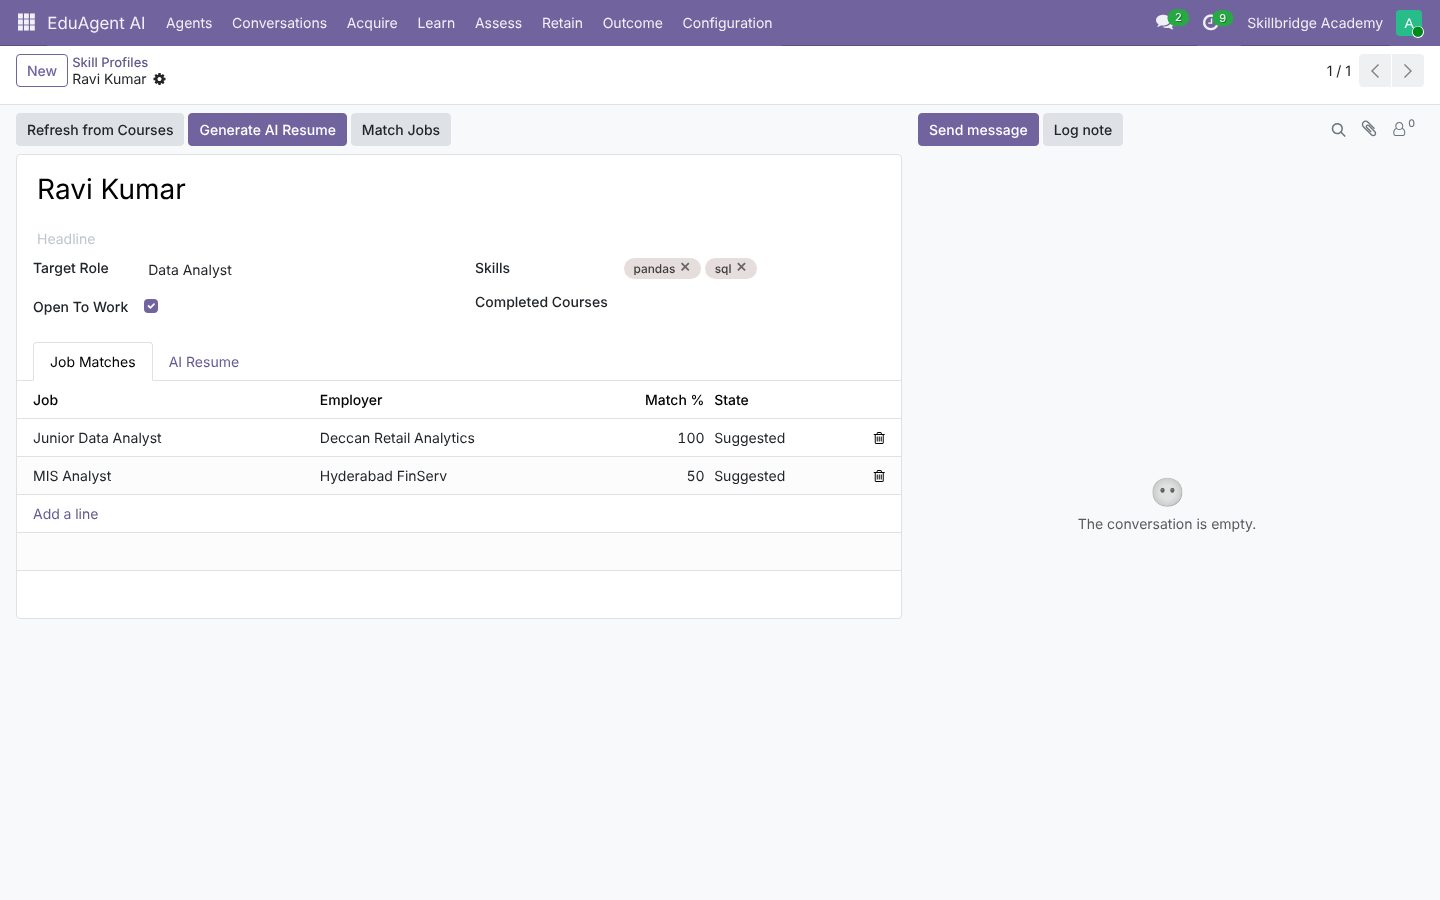 EduAgent AI Agents Conversations Acquire Learn Assess Retain Outcome Configuration 2 9 Skillbridge Academy A
New Skill Profiles
Ravi Kumar
1 / 1
Refresh from Courses Generate AI Resume Match Jobs Send message Log note 0
Ravi Kumar
Headline
Target Role Data Analyst Skills pandas sql
Open To Work Completed Courses
Job Matches AI Resume
Job Employer Match % State
Junior Data Analyst Deccan Retail Analytics 100 Suggested
MIS Analyst Hyderabad FinServ 50 Suggested
Add a line
The conversation is empty.